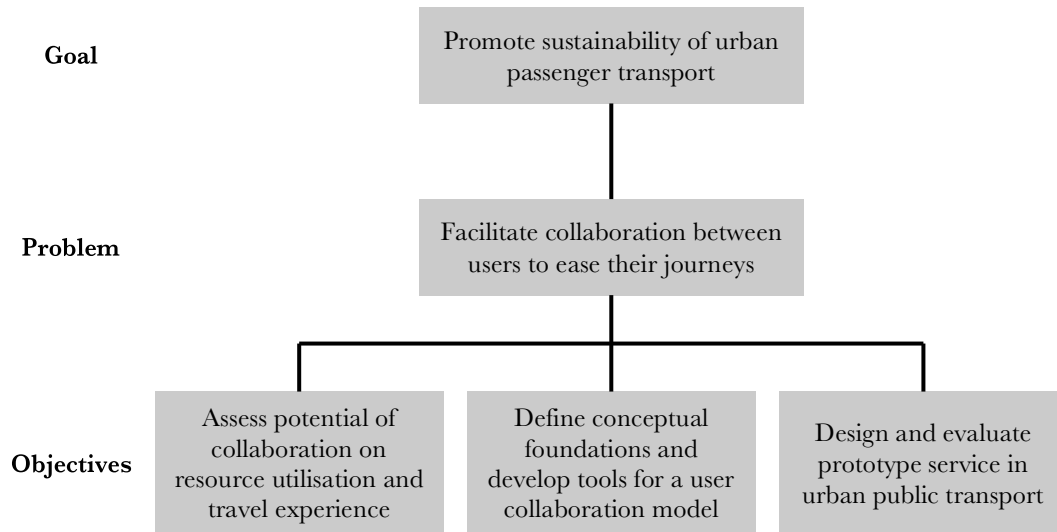 Goal
Promote sustainability of urban
passenger transport
Problem
Facilitate collaboration between
users to ease their journeys
Objectives
Assess potential of
collaboration on
resource utilisation and
travel experience
Define conceptual
foundations and
develop tools for a user
collaboration model
Design and evaluate
prototype service in
urban public transport